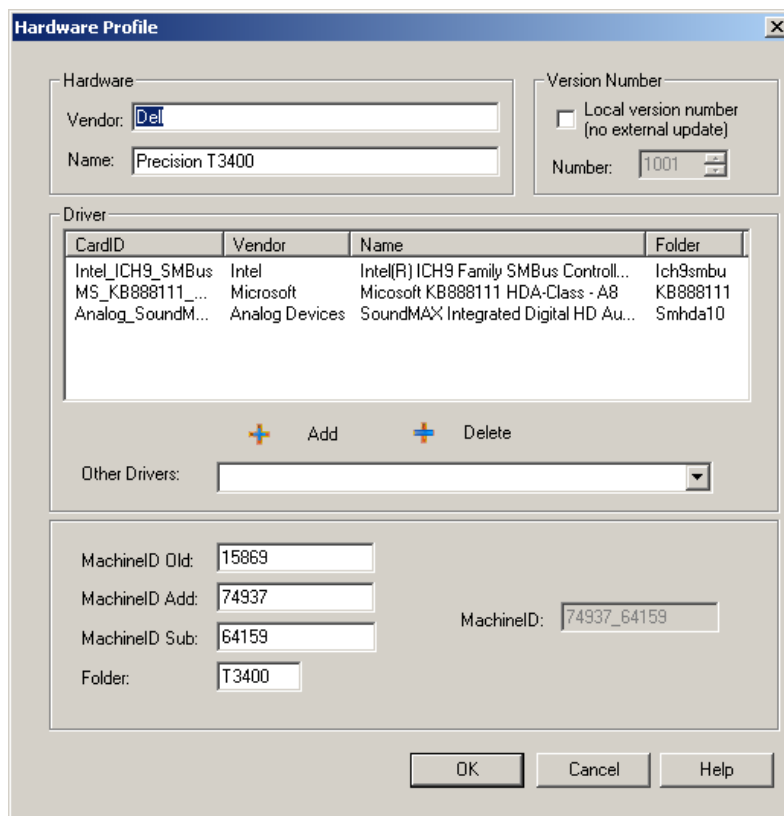 Hardware Profile
Hardware
Vendor: Dell
Name: Precision T3400
Version Number
Local version number
(no external update)
Number: 1001
Driver
CardID Vendor Name Folder
Intel_ICH9_SMBus Intel Intel(R) ICH9 Family SMBus Controll... Ich9smbu
MS_KB888111_... Microsoft Micosoft KB888111 HDA-Class - A8 KB888111
Analog_SoundM... Analog Devices SoundMAX Integrated Digital HD Au... Smhda10
Add Delete
Other Drivers:
MachineID Old: 15869
MachineID Add: 74937
MachineID Sub: 64159
MachineID: 74937_64159
Folder: T3400
OK Cancel Help